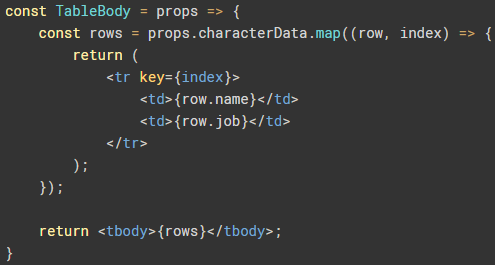 const TableBody = props => {
    const rows = props.characterData.map((row, index) => {
        return (
            <tr key={index}>
                <td>{row.name}</td>
                <td>{row.job}</td>
            </tr>
        );
    });

    return <tbody>{rows}</tbody>;
}